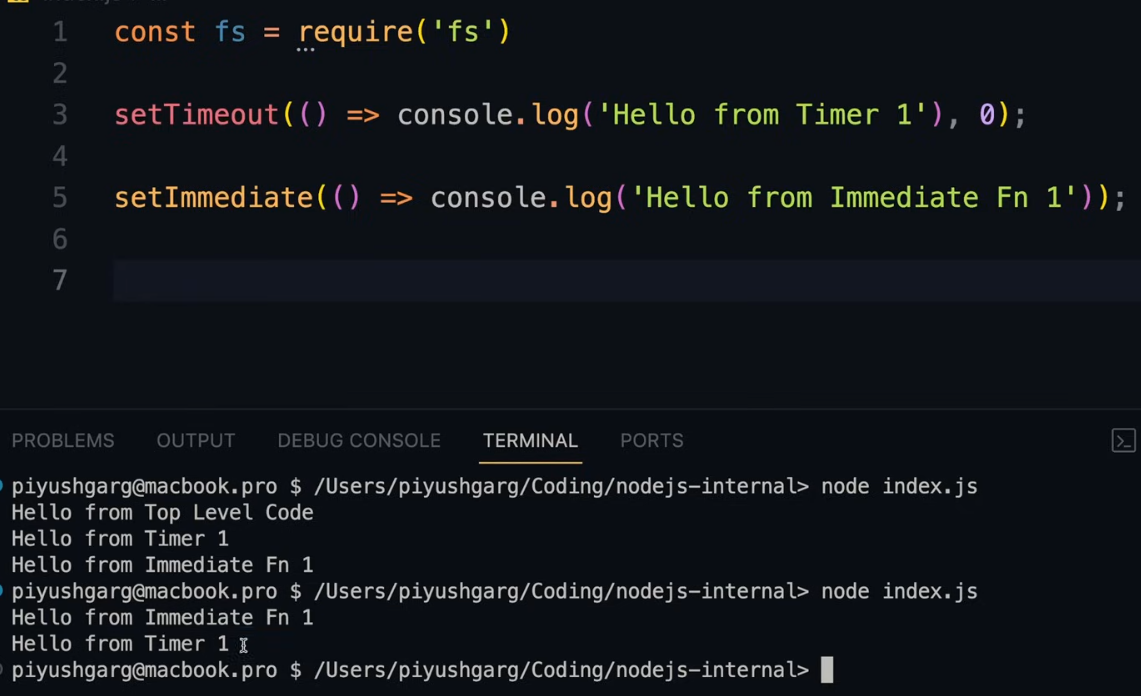 1 const fs = require('fs')
2
3 setTimeout(() => console.log('Hello from Timer 1'), 0);
4
5 setImmediate(() => console.log('Hello from Immediate Fn 1'));
6
7
PROBLEMS OUTPUT DEBUG CONSOLE TERMINAL PORTS
piyushgarg@macbook.pro $ /Users/piyushgarg/Coding/nodejs-internal> node index.js
Hello from Top Level Code
Hello from Timer 1
Hello from Immediate Fn 1
piyushgarg@macbook.pro $ /Users/piyushgarg/Coding/nodejs-internal> node index.js
Hello from Immediate Fn 1
Hello from Timer 1
piyushgarg@macbook.pro $ /Users/piyushgarg/Coding/nodejs-internal>